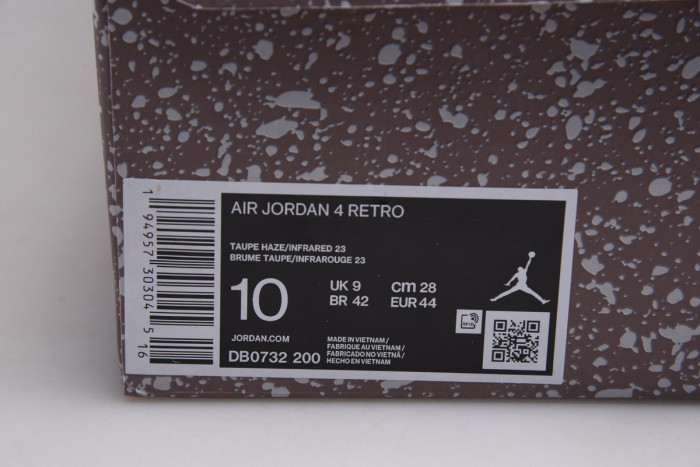 AIR JORDAN 4 RETRO
TAUPE HAZE/INFRARED 23
BRUME TAUPE/INFRAROUGE 23
10
UK 9 cm 28
BR 42 EUR 44
JORDAN.COM
DB0732 200
MADE IN VIETNAM/
FABRIQUE AU VIETNAM/
FABRICADO NO VIETNÃ/
HECHO EN VIETNAM
RFID
1 94957 30304 5 16